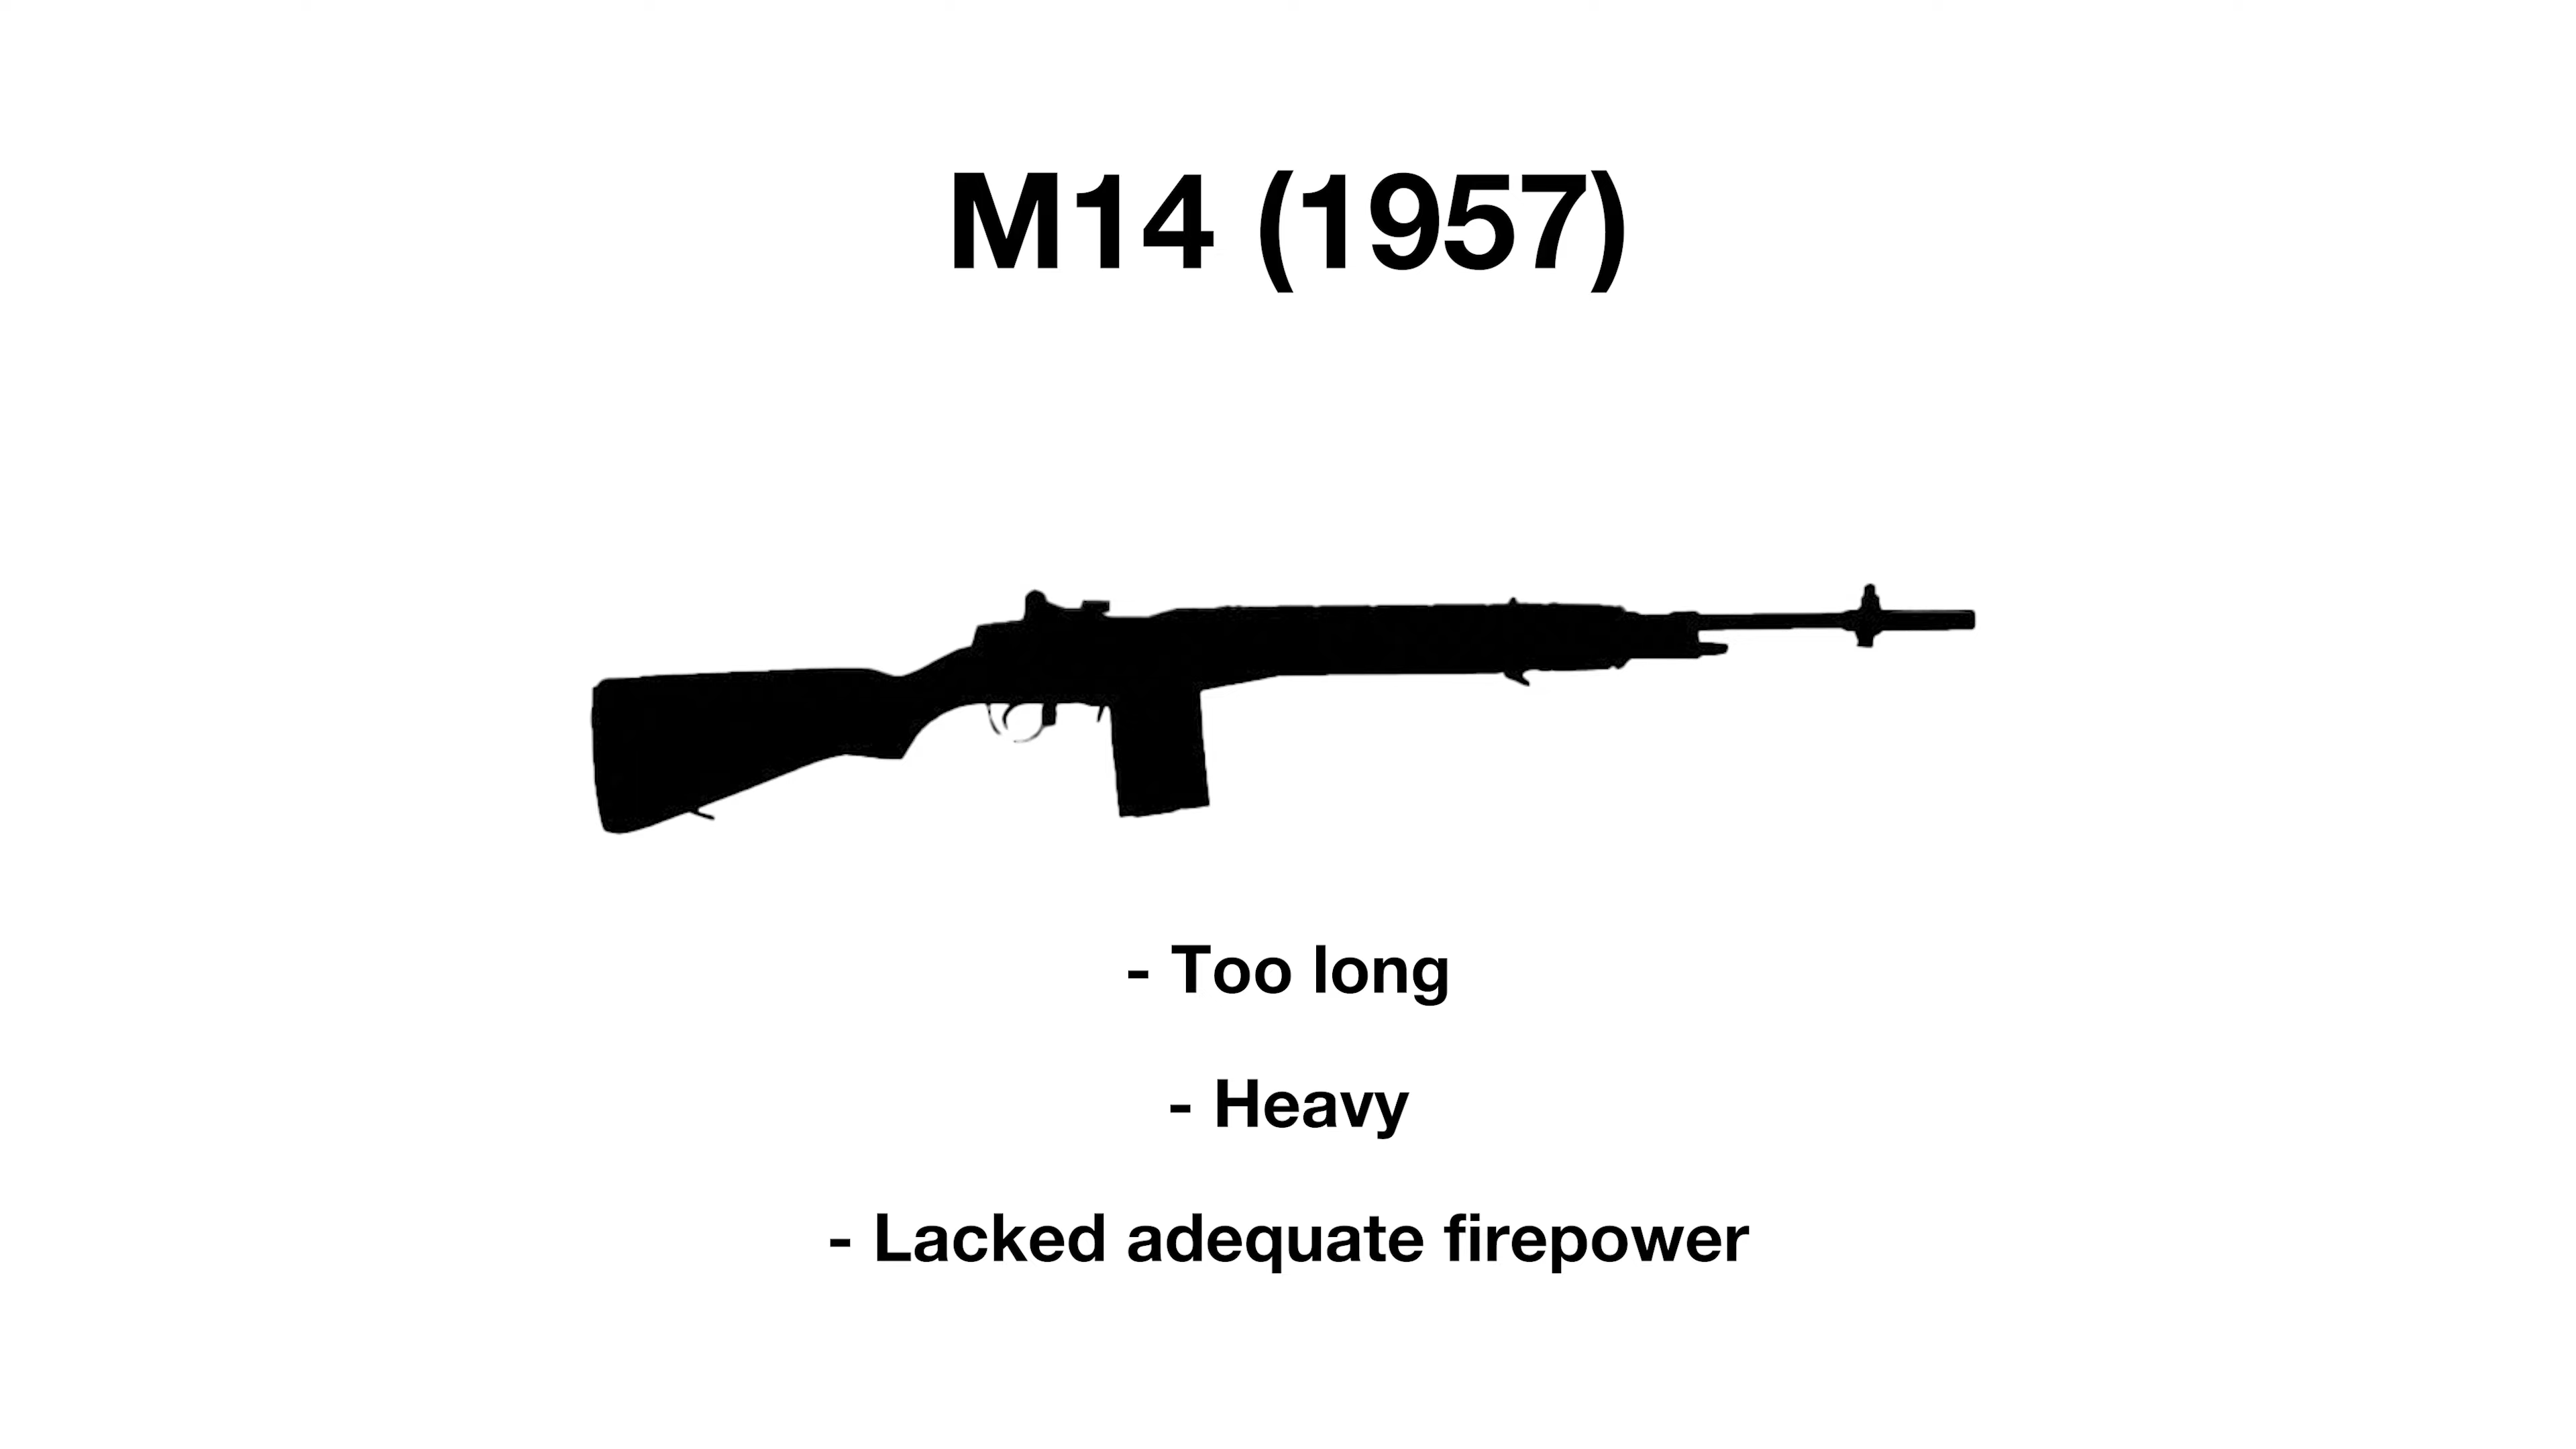 M14 (1957)
- Too long
- Heavy
- Lacked adequate firepower